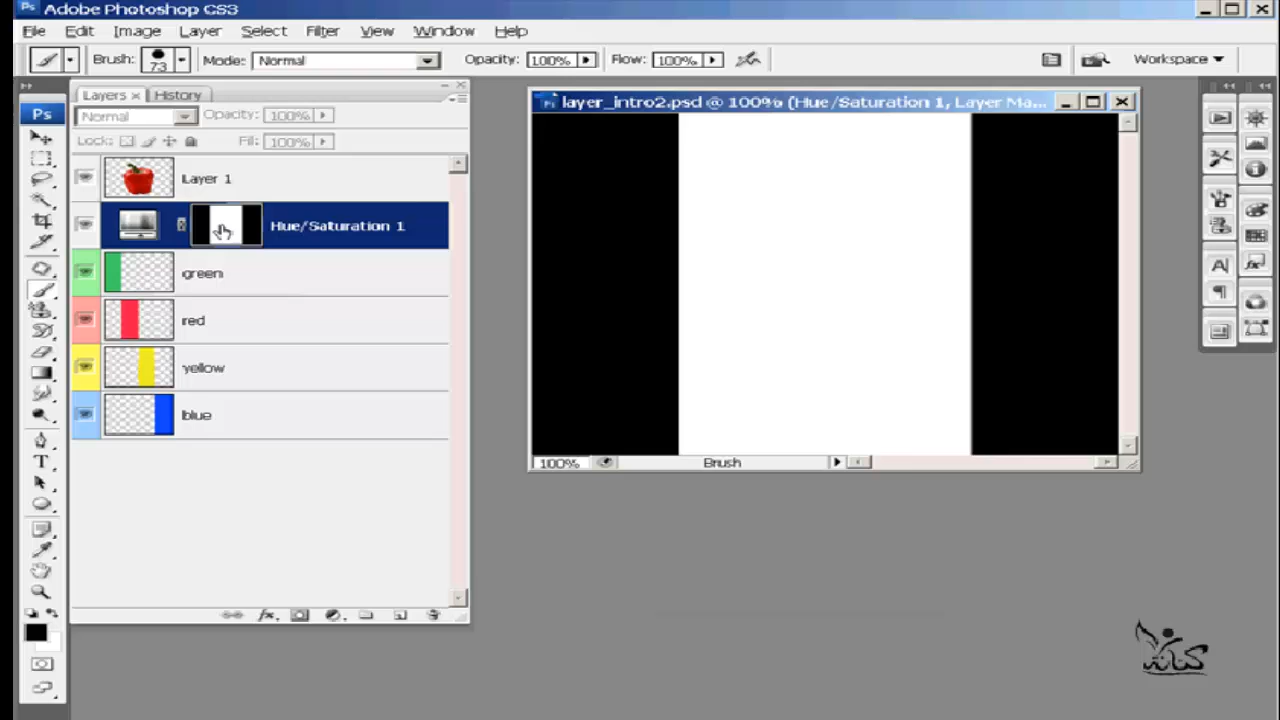 Adobe Photoshop CS3
File Edit Image Layer Select Filter View Window Help
Brush: 73 Mode: Normal Opacity: 100% Flow: 100% Workspace
Layers × History
Normal Opacity: 100%
Lock: Fill: 100%
Layer 1
Hue/Saturation 1
green
red
yellow
blue
layer_intro2.psd @ 100% (Hue/Saturation 1, Layer Ma...
100% Brush
Ps